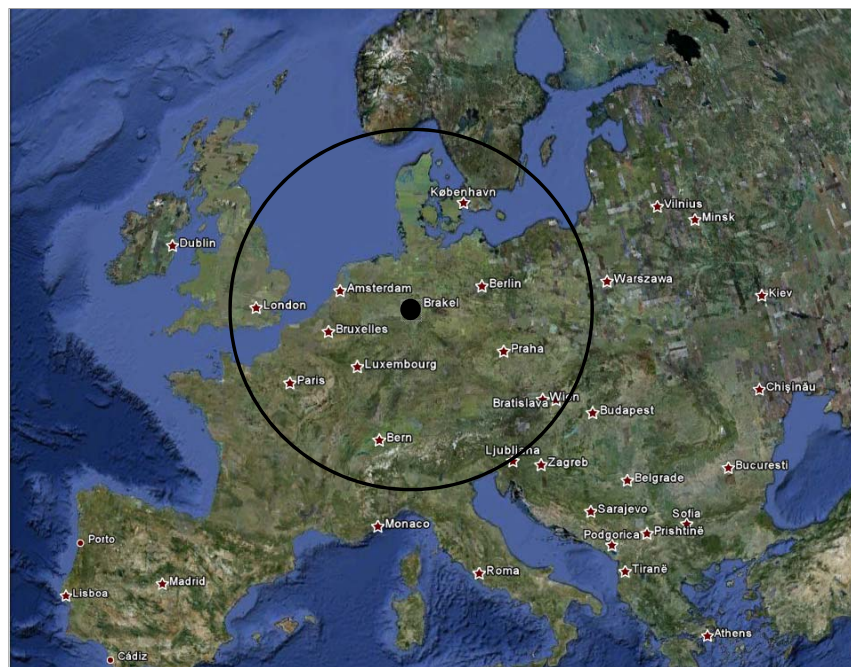 København
Vilnius
Minsk
Dublin
Amsterdam
Berlin
Warszawa
Kiev
London
Brakel
Bruxelles
Praha
Luxembourg
Paris
Chişinău
Bratislava
Wien
Budapest
Bern
Ljubljana
Zagreb
Bucuresti
Belgrade
Sarajevo
Sofia
Monaco
Prishtinë
Podgorica
Porto
Roma
Tiranë
Madrid
Lisboa
Athens
Cádiz